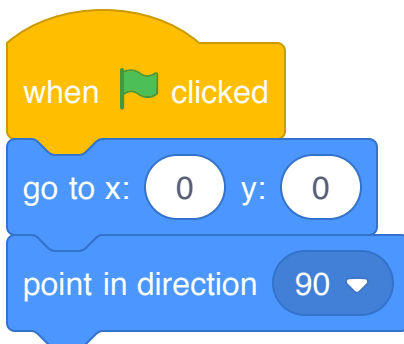 when clicked
go to x: 0 y: 0
point in direction 90